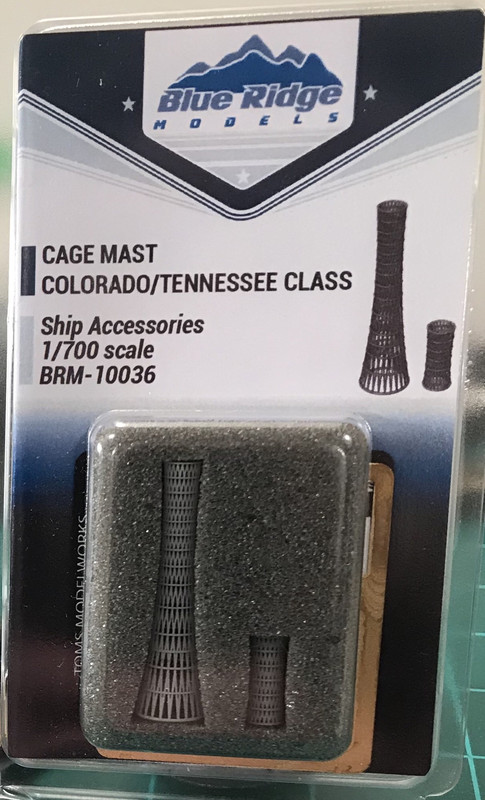 Blue Ridge
MODELS
CAGE MAST
COLORADO/TENNESSEE CLASS
Ship Accessories
1/700 scale
BRM-10036
TOMS MODELWORKS